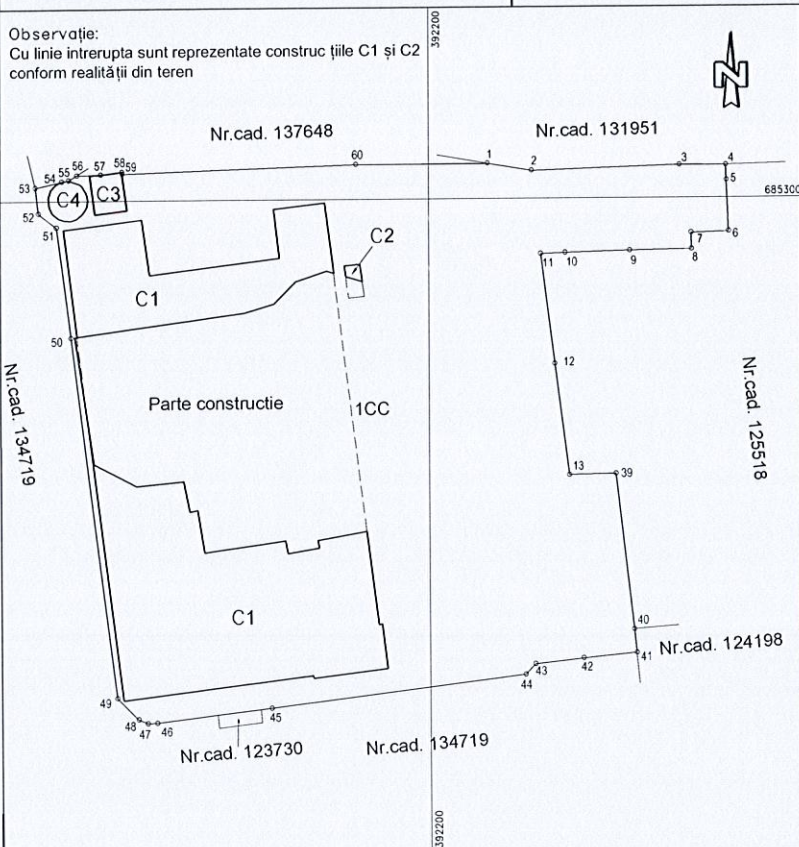 Observație:
Cu linie intrerupta sunt reprezentate construc țiile C1 și C2
conform realității din teren
392200
N
Nr.cad. 137648
Nr.cad. 131951
60
1
2
3
4
5
685300
53
54
55
56
57
58
59
C4
C3
52
51
C2
C1
6
7
8
9
10
11
50
12
Nr.cad. 134719
Parte constructie
1CC
Nr.cad. 125518
13
39
C1
40
41
Nr.cad. 124198
42
43
44
49
48
47
46
45
Nr.cad. 123730
Nr.cad. 134719
392200